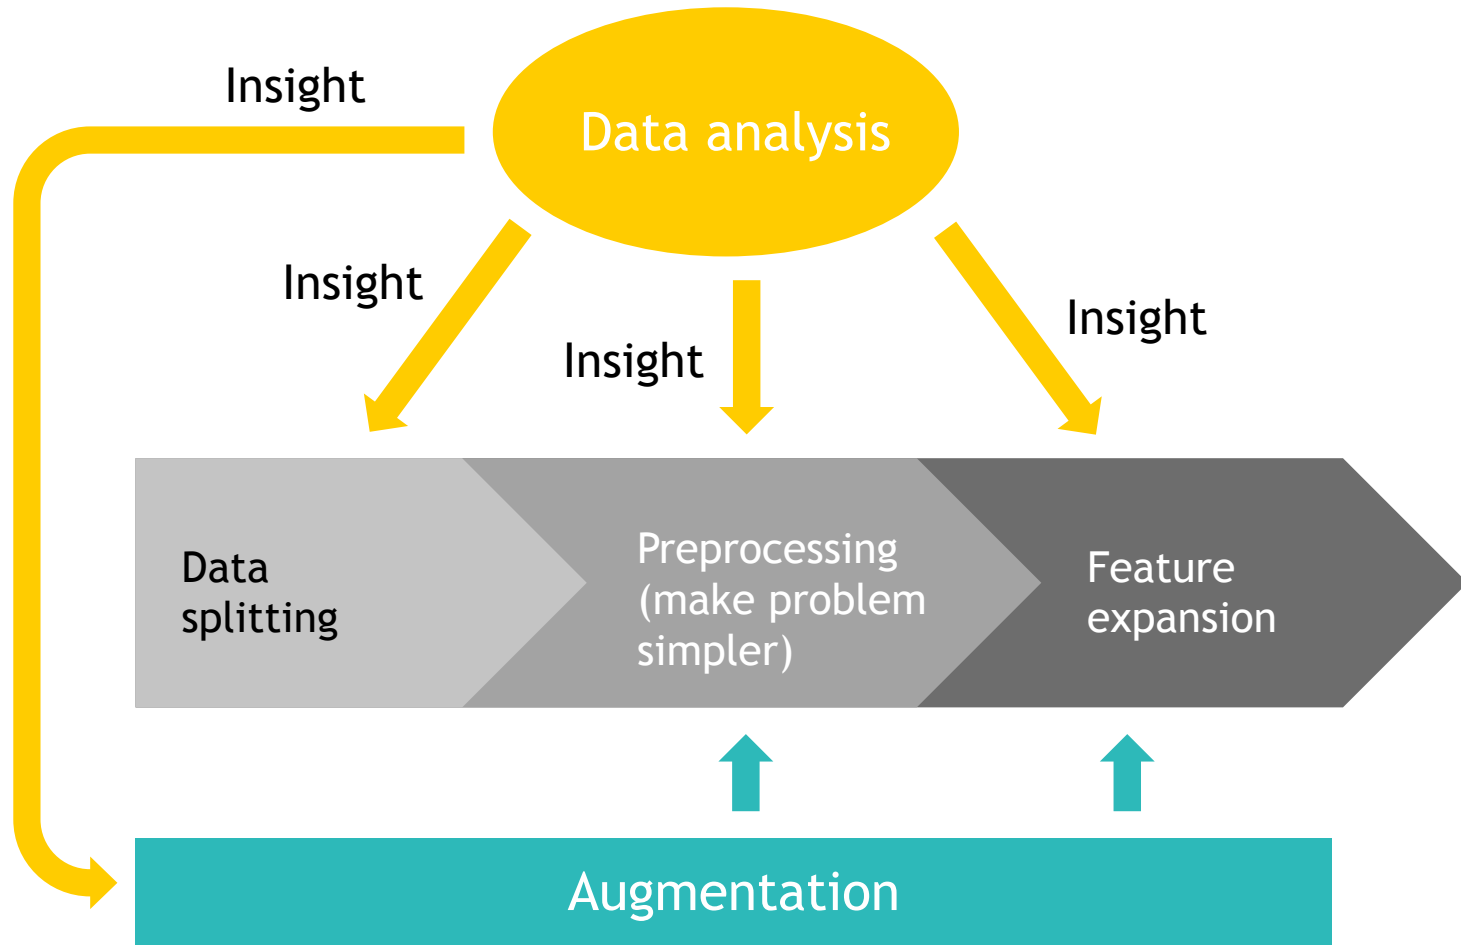 Insight
Data analysis
Insight
Insight
Insight
Data
splitting
Preprocessing
(make problem
simpler)
Feature
expansion
Augmentation